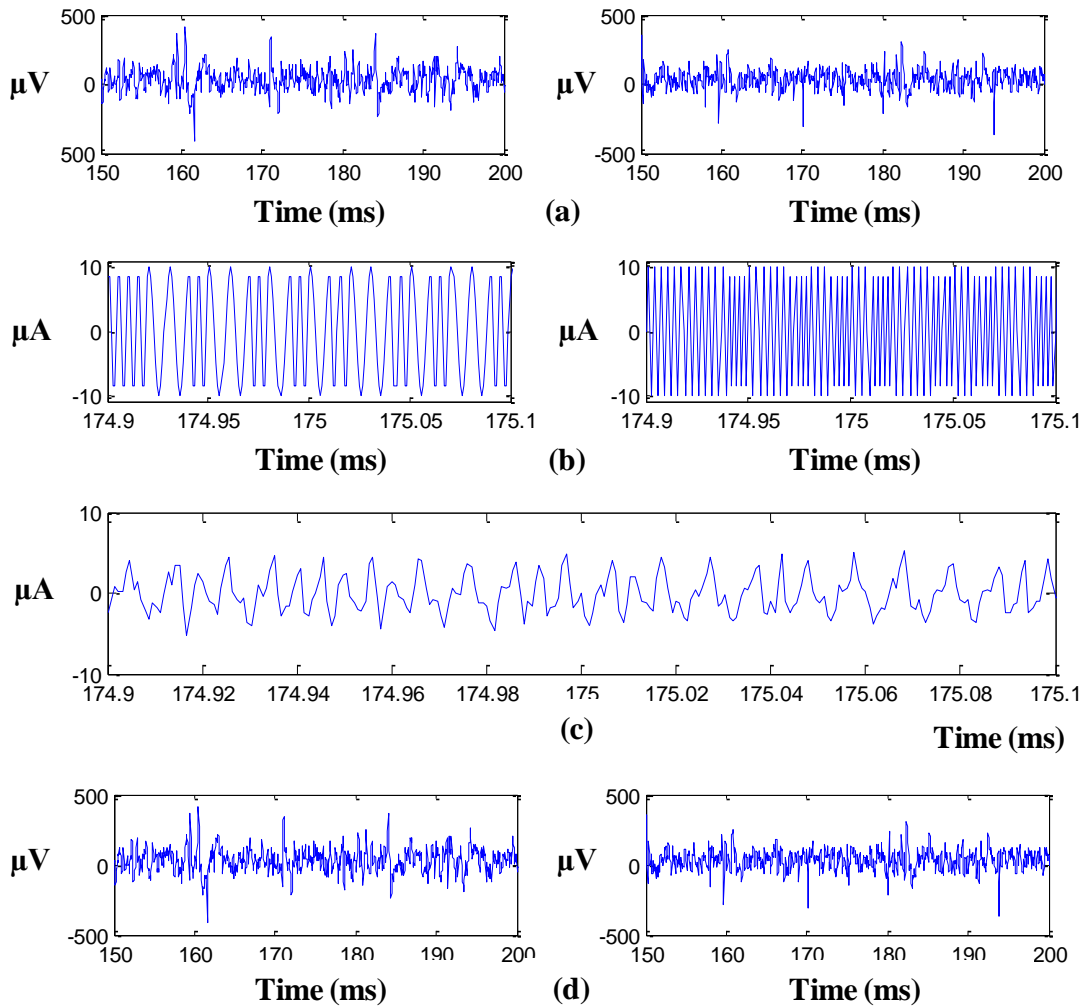 500 500
µV 0 µV 0
500 -500
150 160 170 180 190 200 150 160 170 180 190 200
Time (ms) (a) Time (ms)
10 10
µA 0 µA 0
-10 -10
174.9 174.95 175 175.05 175.1 174.9 174.95 175 175.05 175.1
Time (ms) (b) Time (ms)
10
µA 0
-10
174.9 174.92 174.94 174.96 174.98 175 175.02 175.04 175.06 175.08 175.1
(c) Time (ms)
500 500
µV 0 µV 0
-500 -500
150 160 170 180 190 200 150 160 170 180 190 200
Time (ms) (d) Time (ms)